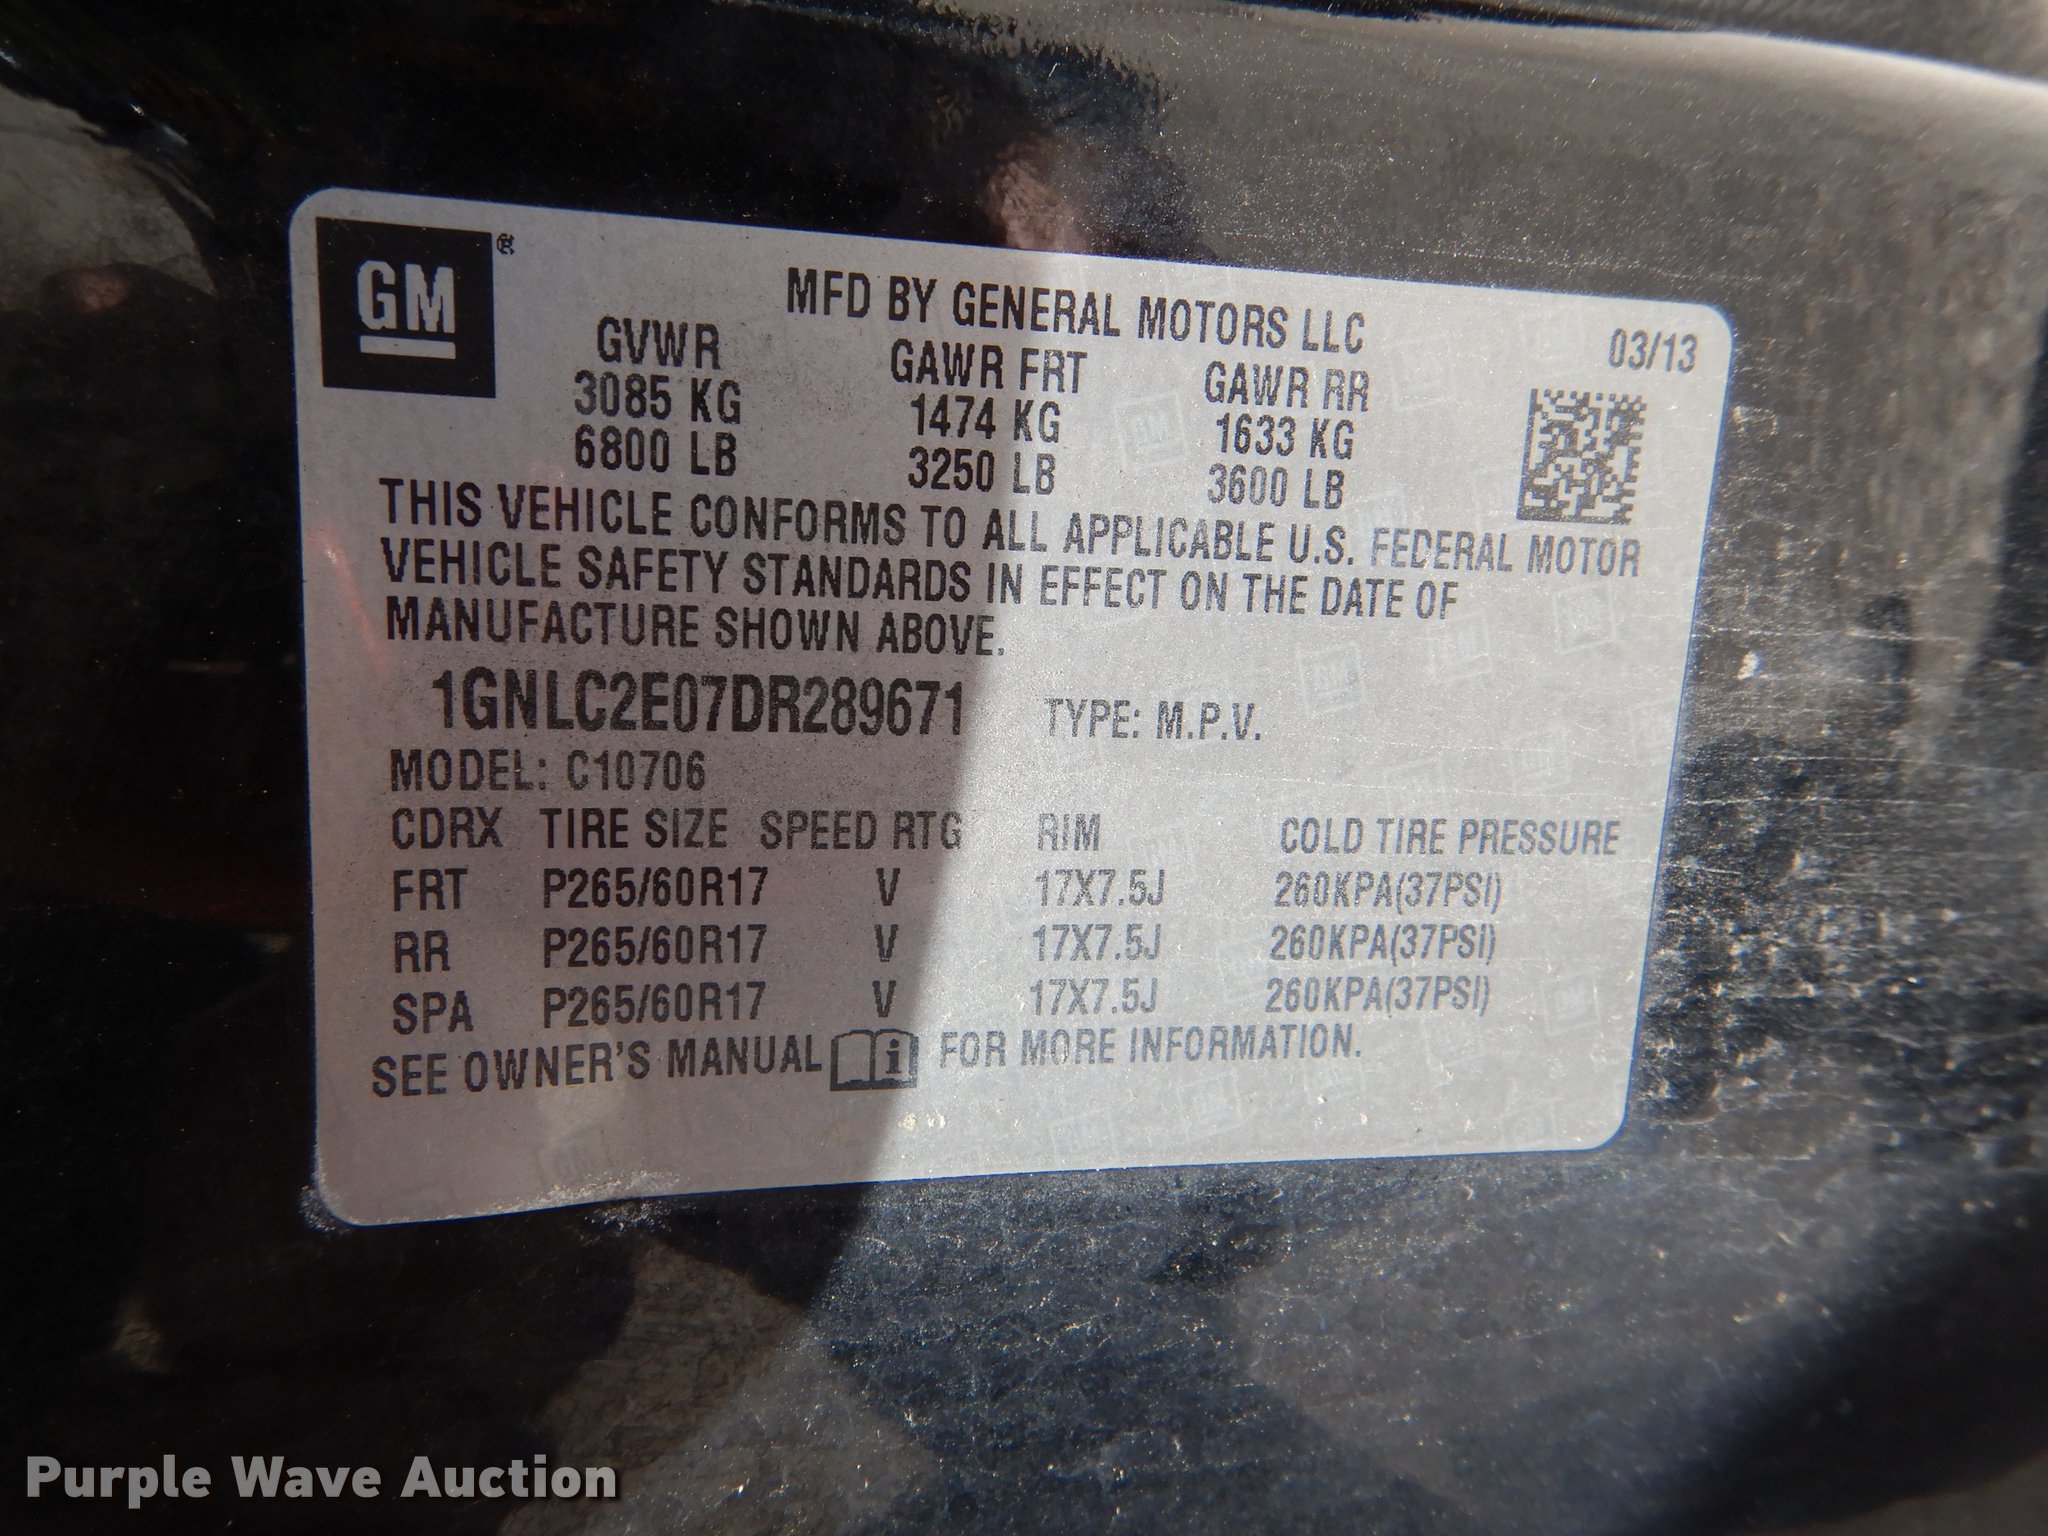 GM®
MFD BY GENERAL MOTORS LLC
03/13
GVWR GAWR FRT GAWR RR
3085 KG 1474 KG 1633 KG
6800 LB 3250 LB 3600 LB
THIS VEHICLE CONFORMS TO ALL APPLICABLE U.S. FEDERAL MOTOR
VEHICLE SAFETY STANDARDS IN EFFECT ON THE DATE OF
MANUFACTURE SHOWN ABOVE.
1GNLC2E07DR289671 TYPE: M.P.V.
MODEL: C10706
CDRX TIRE SIZE SPEED RTG RIM COLD TIRE PRESSURE
FRT P265/60R17 V 17X7.5J 260KPA(37PSI)
RR P265/60R17 V 17X7.5J 260KPA(37PSI)
SPA P265/60R17 V 17X7.5J 260KPA(37PSI)
SEE OWNER'S MANUAL i FOR MORE INFORMATION.
Purple Wave Auction